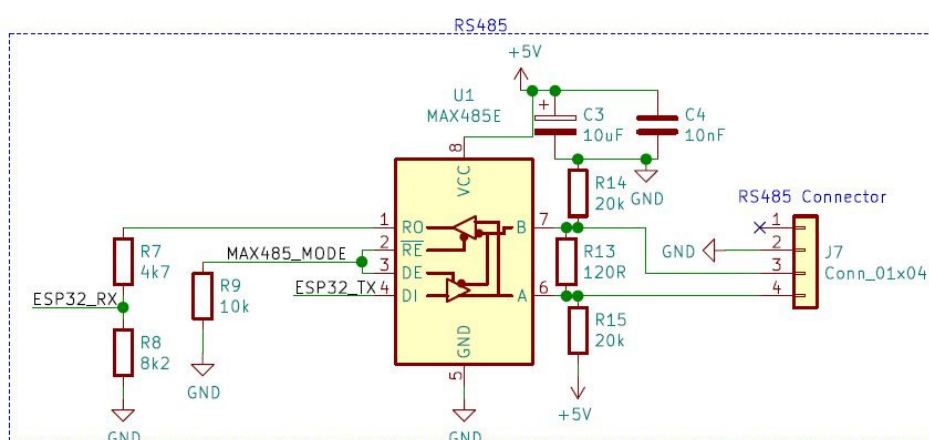 RS485
+5V
U1
MAX485E
C3
10uF
C4
10nF
8
VCC
R14
20k
GND
RS485 Connector
1
RO
B
7
1
R7
4k7
MAX485_MODE
2
RE
R13
120R
GND
2
J7
Conn_01x04
3
DE
3
ESP32_RX
R9
10k
ESP32_TX
4
DI
A
6
4
R8
8k2
GND
5
R15
20k
GND
+5V
GND
GND